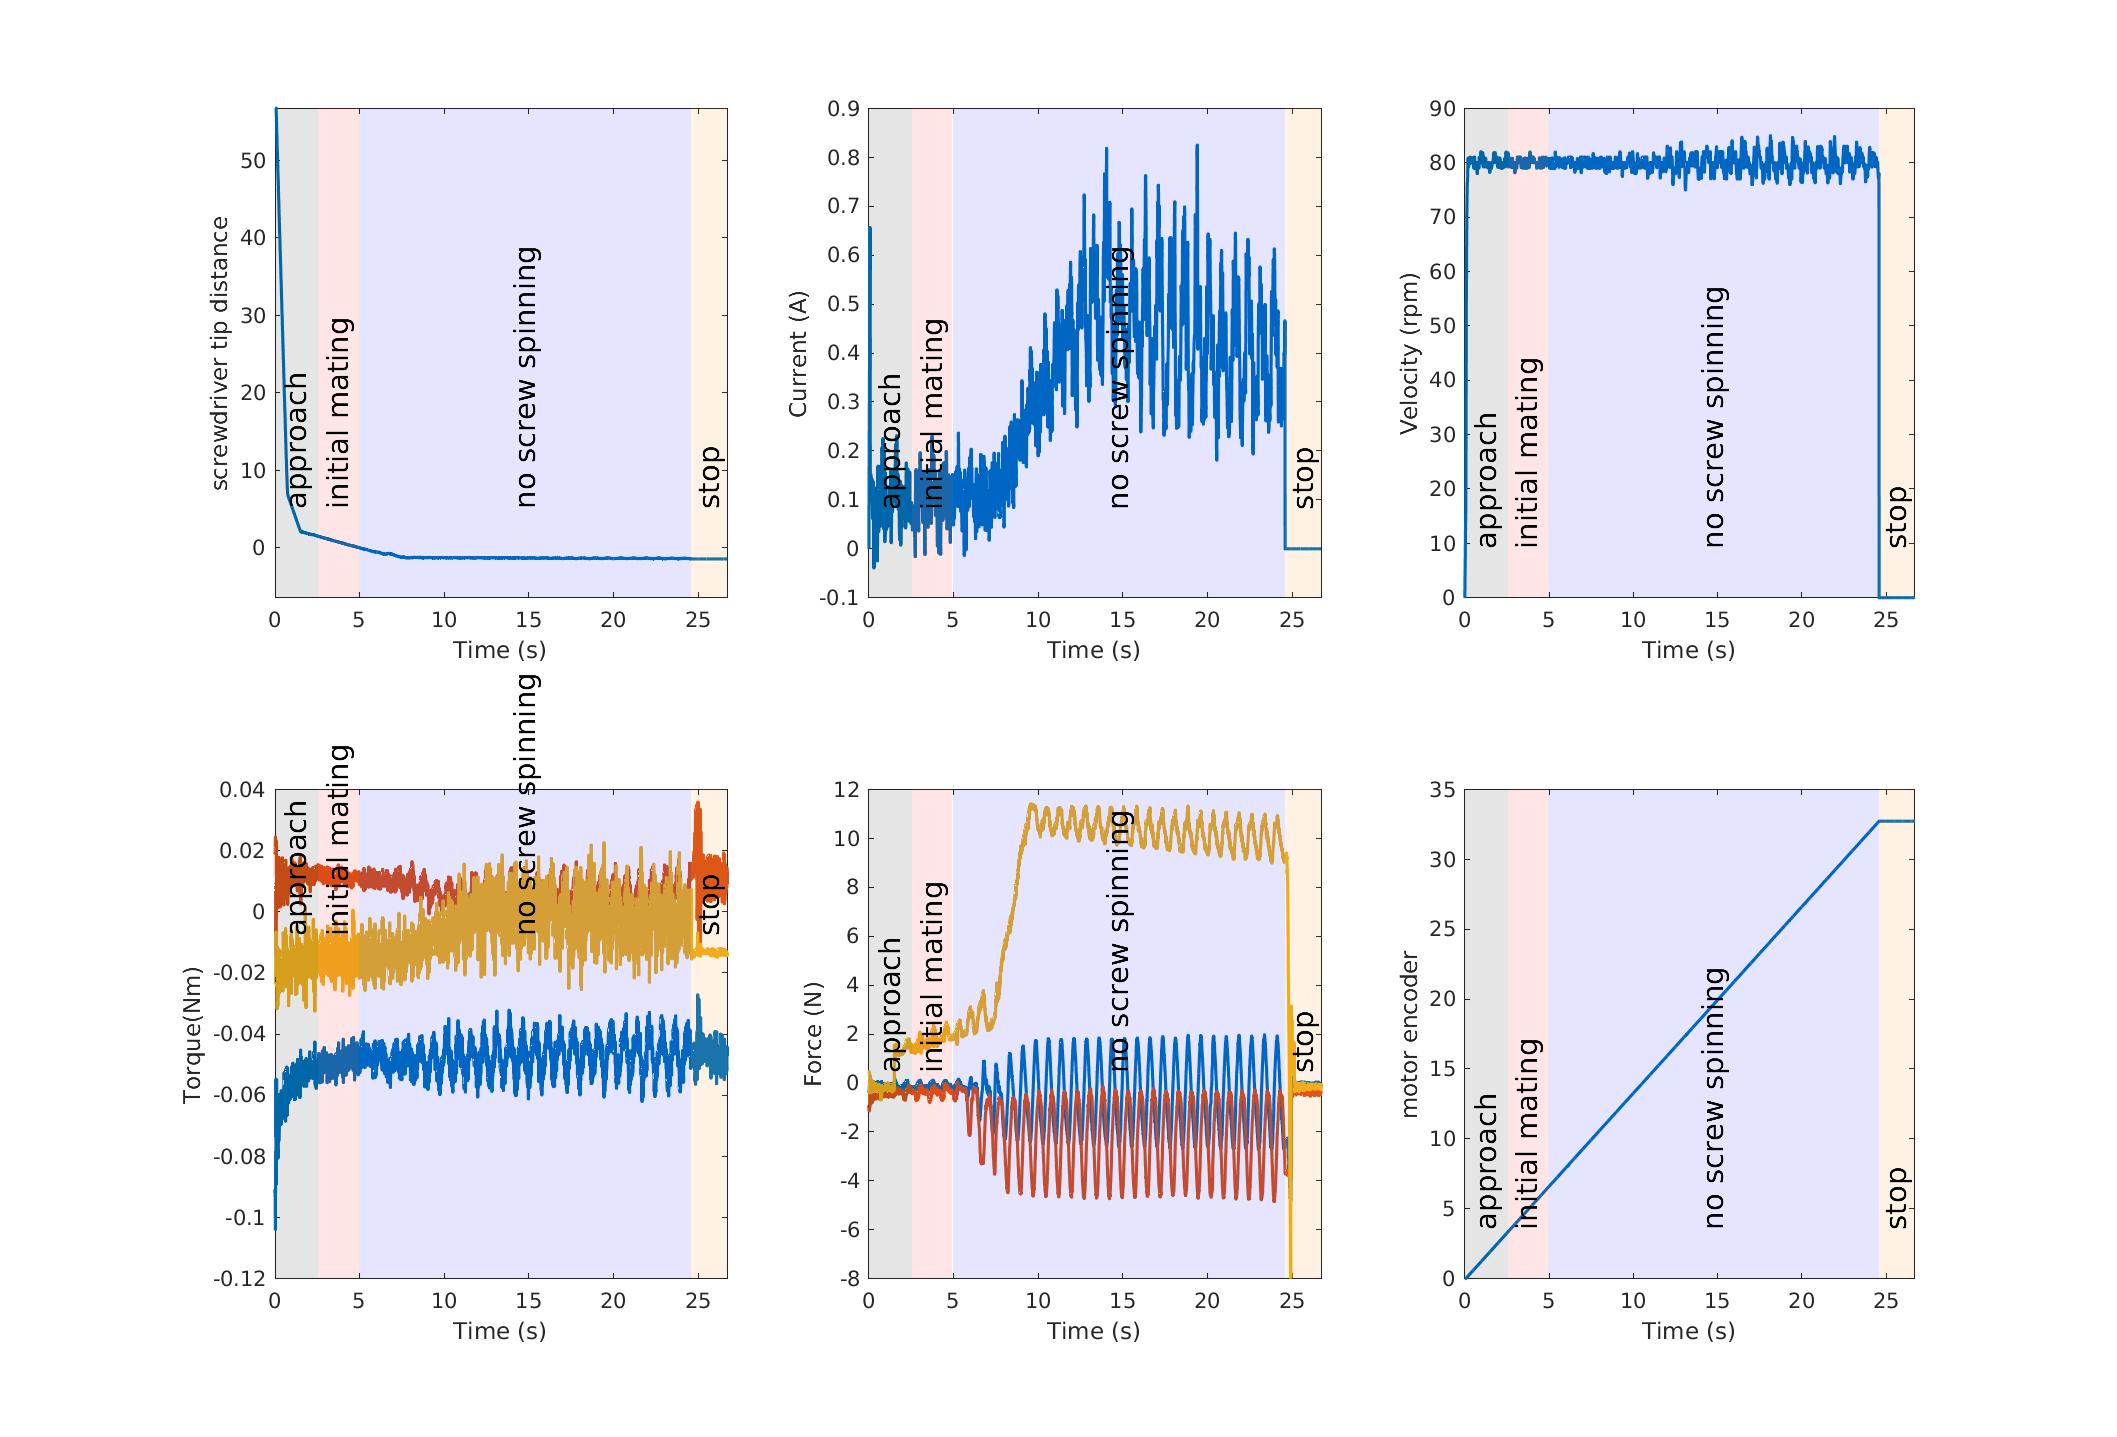 screwdriver tip distance
50
40
30
20
10
0
approach
initial mating
no screw spinning
stop
0 5 10 15 20 25
Time (s)
Current (A)
0.9
0.8
0.7
0.6
0.5
0.4
0.3
0.2
0.1
0
-0.1
approach
initial mating
no screw spinning
stop
0 5 10 15 20 25
Time (s)
Velocity (rpm)
90
80
70
60
50
40
30
20
10
0
approach
initial mating
no screw spinning
stop
0 5 10 15 20 25
Time (s)
Torque(Nm)
0.04
0.02
0
-0.02
-0.04
-0.06
-0.08
-0.1
-0.12
approach
initial mating
no screw spinning
stop
0 5 10 15 20 25
Time (s)
Force (N)
12
10
8
6
4
2
0
-2
-4
-6
-8
approach
initial mating
no screw spinning
stop
0 5 10 15 20 25
Time (s)
motor encoder
35
30
25
20
15
10
5
0
approach
initial mating
no screw spinning
stop
0 5 10 15 20 25
Time (s)